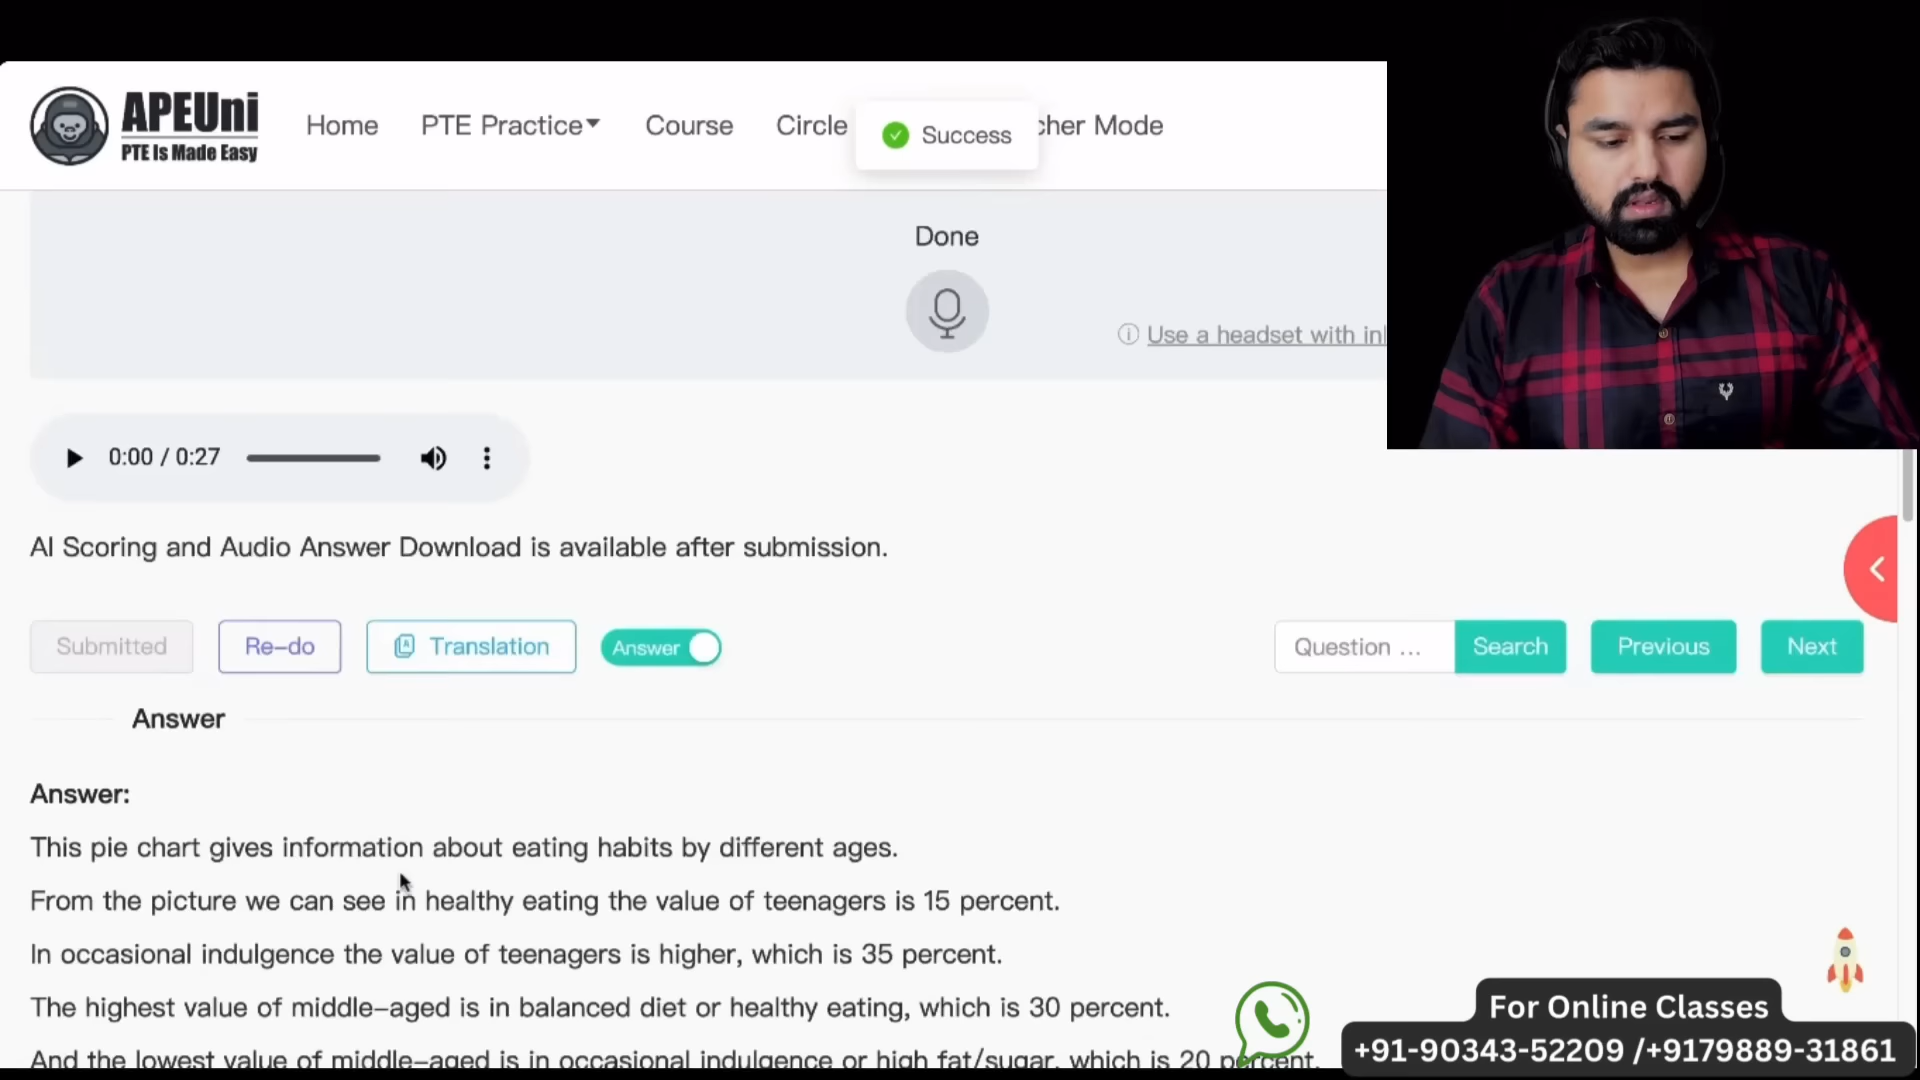 APEUni
PTE Is Made Easy
Home
PTE Practice
Course
Circle
Success
cher Mode
Done
Use a headset with inl
0:00 / 0:27
AI Scoring and Audio Answer Download is available after submission.
Submitted
Re-do
Translation
Answer
Question ...
Search
Previous
Next
Answer
Answer:
This pie chart gives information about eating habits by different ages.
From the picture we can see in healthy eating the value of teenagers is 15 percent.
In occasional indulgence the value of teenagers is higher, which is 35 percent.
The highest value of middle-aged is in balanced diet or healthy eating, which is 30 percent.
And the lowest value of middle-aged is in occasional indulgence or high fat/sugar, which is 20 percent.
For Online Classes
+91-90343-52209 /+9179889-31861